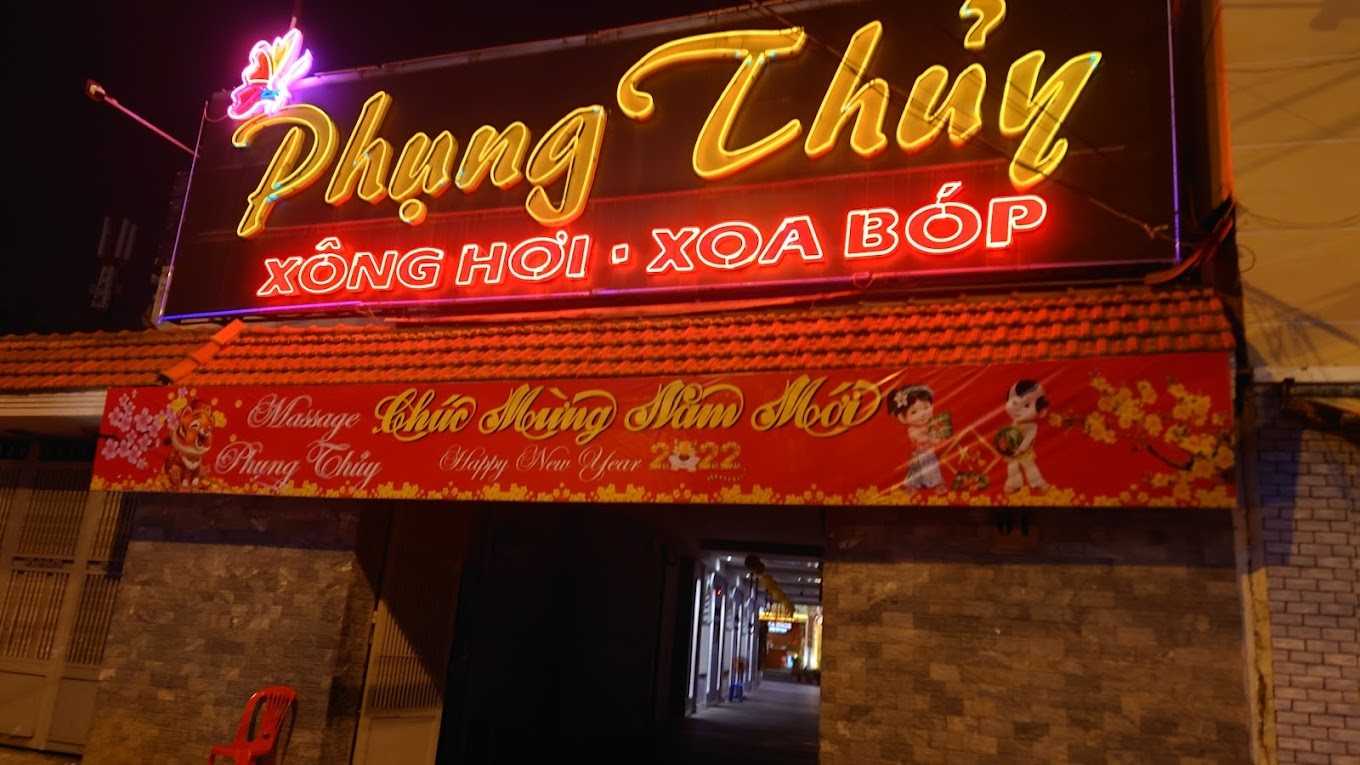 Phụng Thủy
XÔNG HƠI · XOA BÓP
Massage
Phụng Thủy
Chúc Mừng Năm Mới
Happy New Year 2022